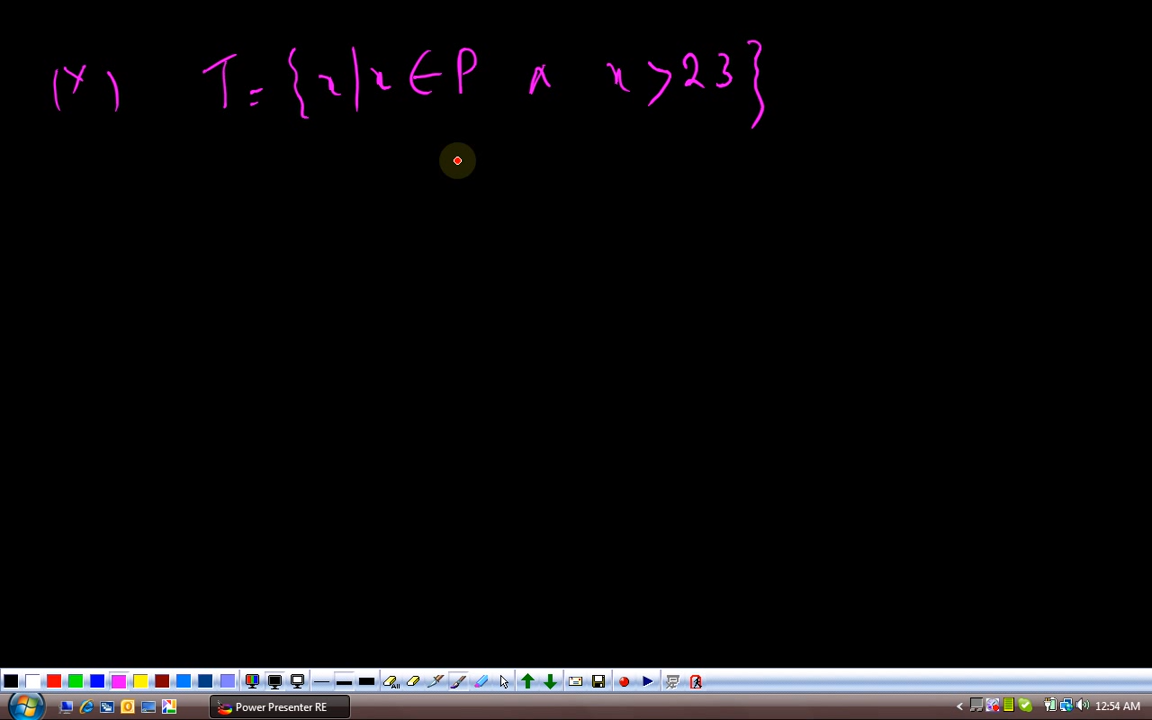 (x) T = {x|x ∈ P ∧ x > 23}
Power Presenter RE
12:54 AM